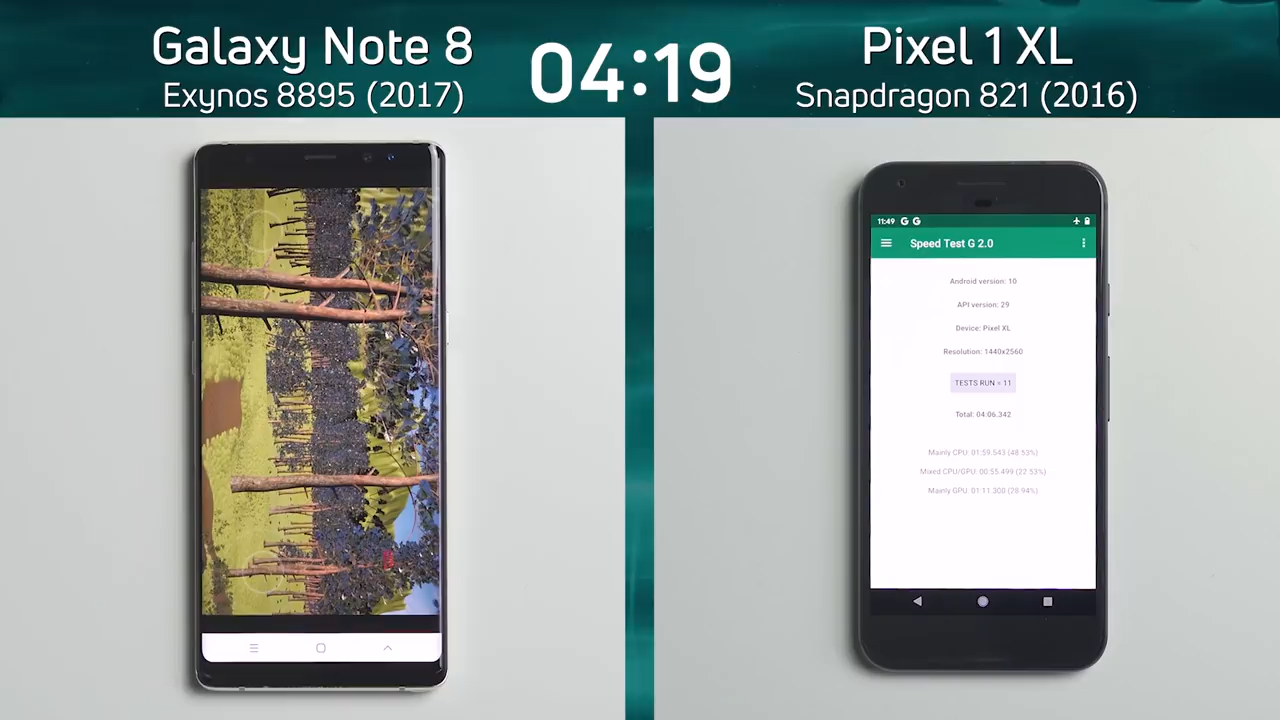 Galaxy Note 8
Exynos 8895 (2017)
04:19
Pixel 1 XL
Snapdragon 821 (2016)
11:49 G G
Speed Test G 2.0
Android version: 10
API version: 29
Device: Pixel XL
Resolution: 1440x2560
TESTS RUN = 11
Total: 04:06.342
Mainly CPU: 01:59.543 (48.53%)
Mixed CPU/GPU: 00:55.499 (22.53%)
Mainly GPU: 01:11.300 (28.94%)